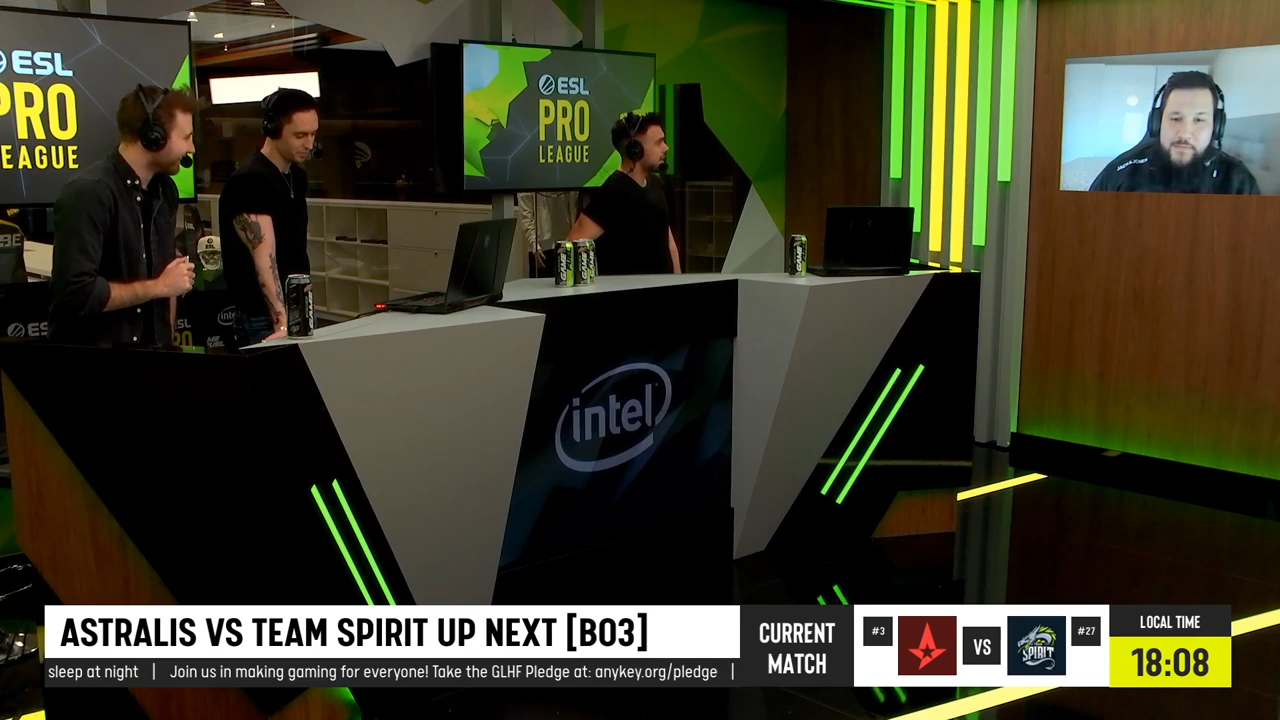 ESL
PRO
LEAGUE
ESL
PRO
LEAGUE
JACK&JONES
intel
ASTRALIS VS TEAM SPIRIT UP NEXT [BO3]
sleep at night | Join us in making gaming for everyone! Take the GLHF Pledge at: anykey.org/pledge |
CURRENT
MATCH
#3
VS
SPIRIT
#27
LOCAL TIME
18:08